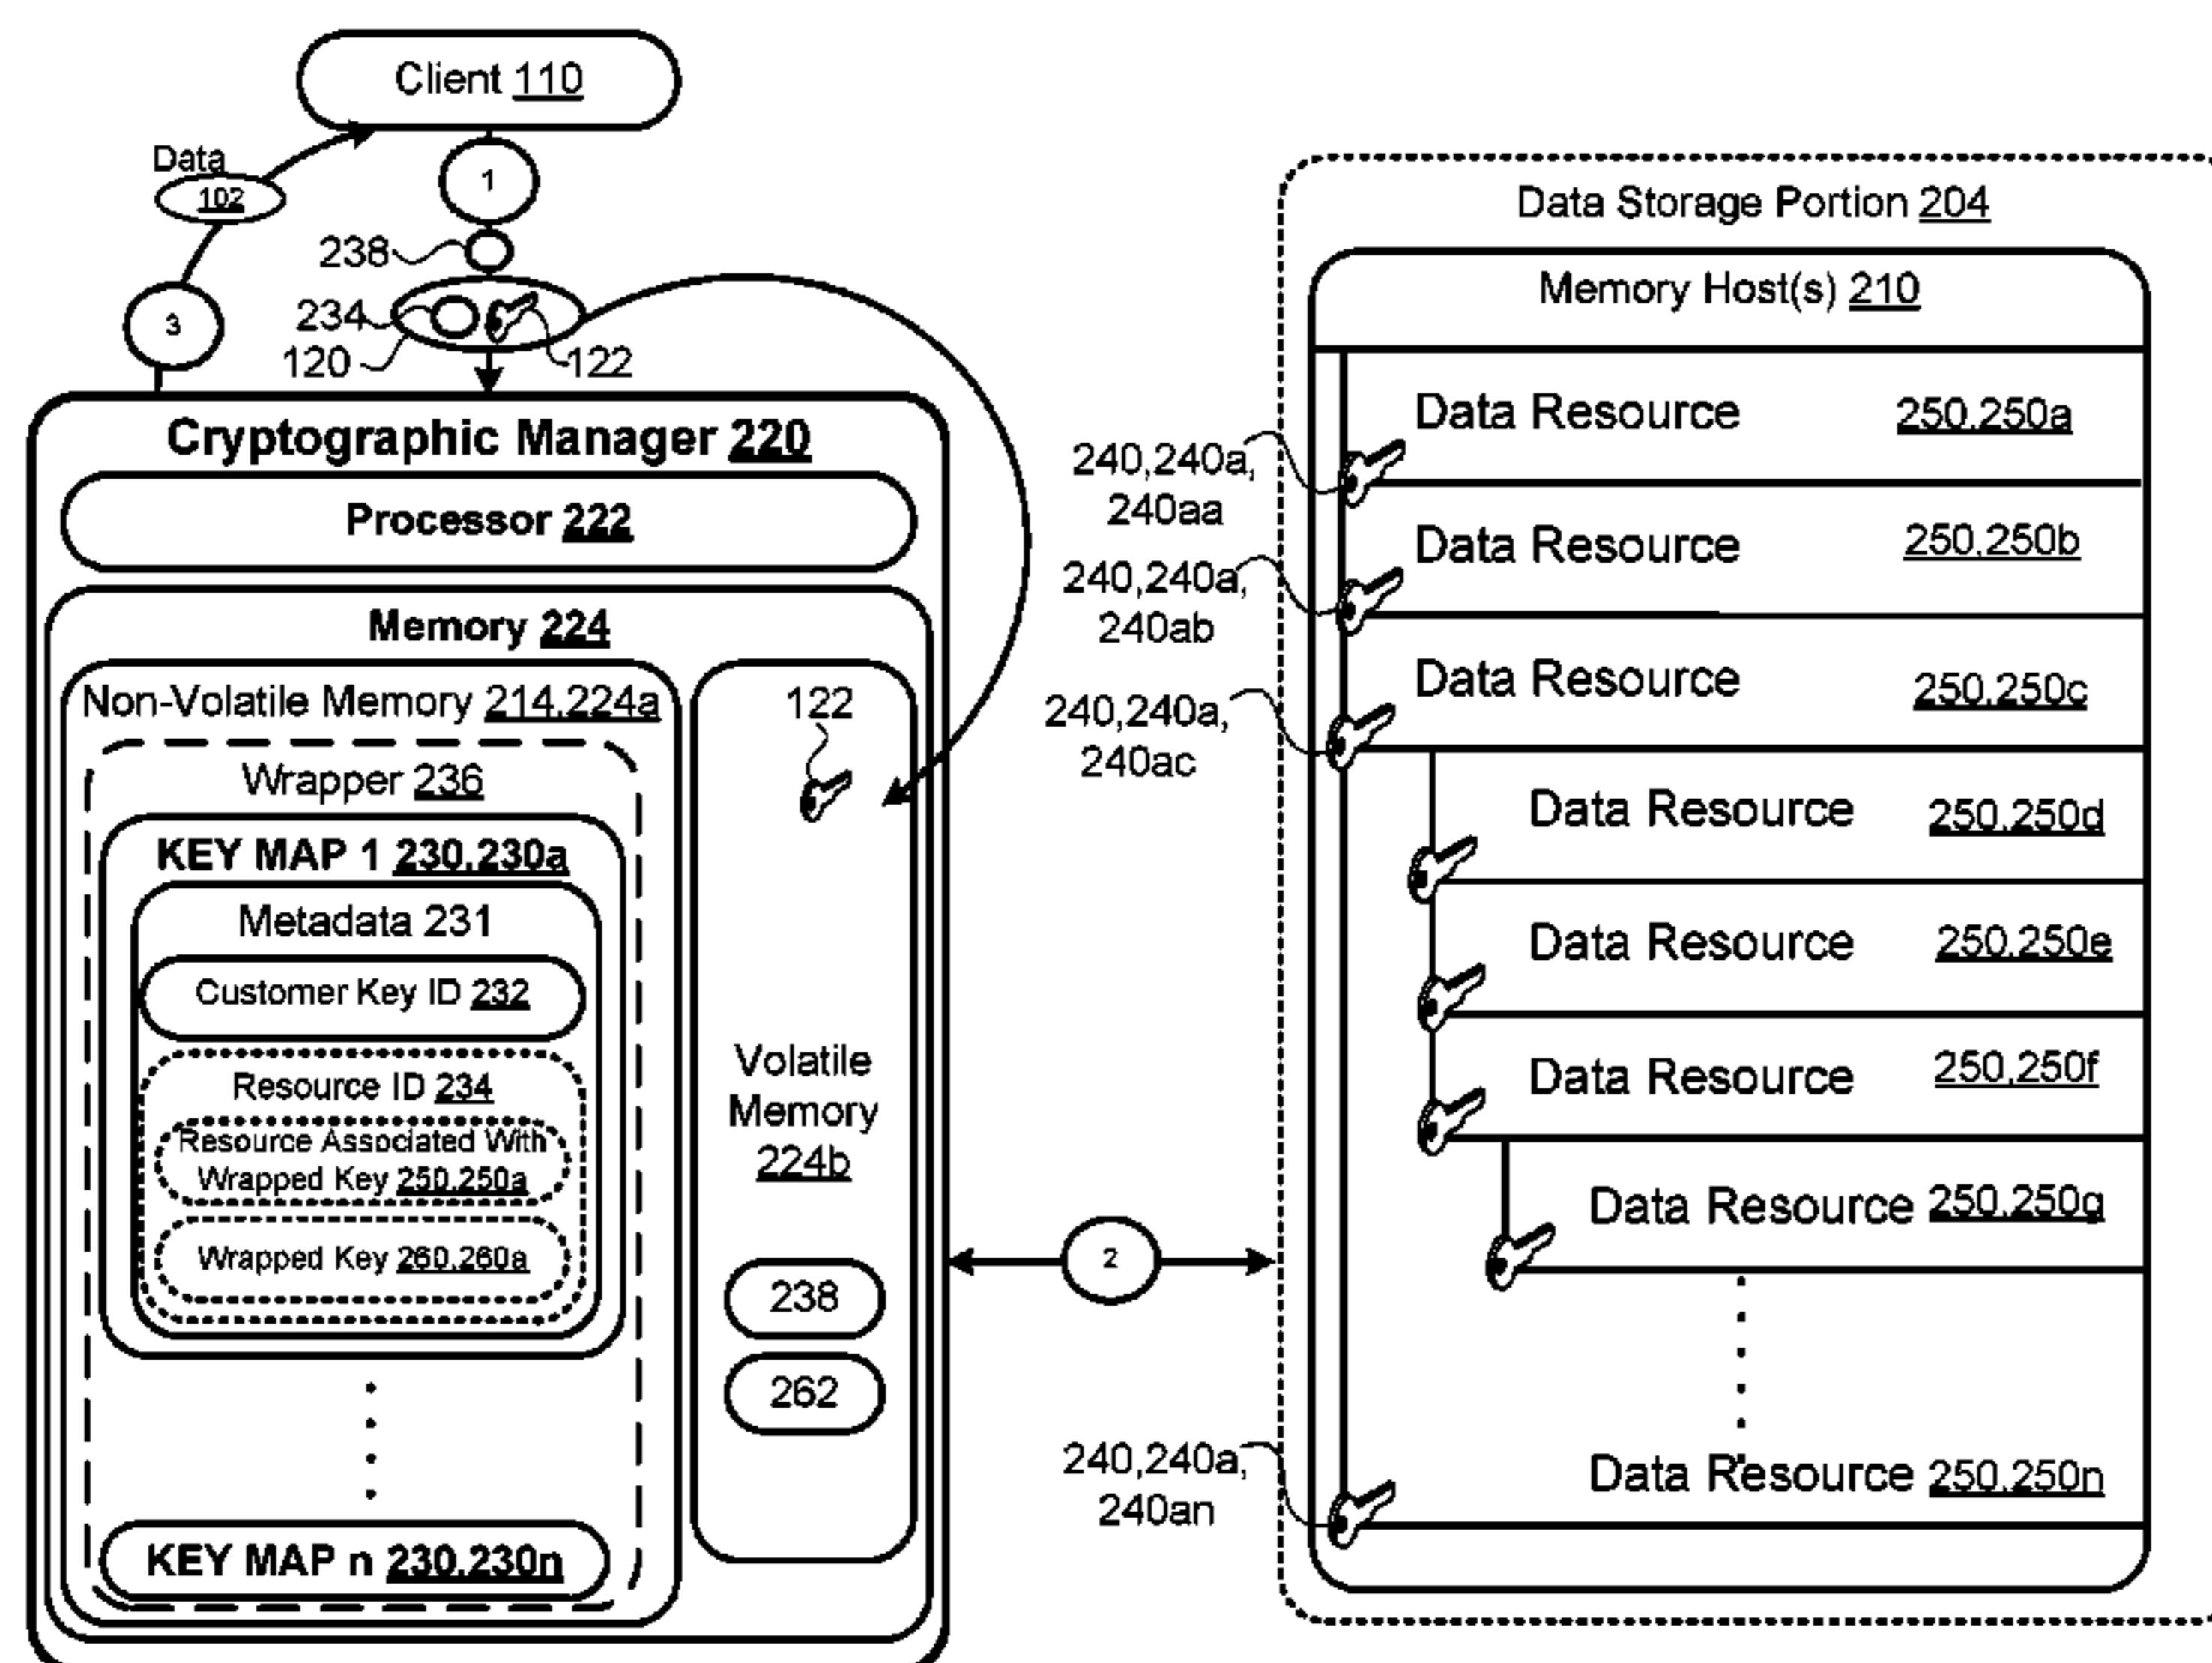 Client 110
Data
102
1
238
3
234
120
122
Cryptographic Manager 220
Processor 222
Memory 224
Non-Volatile Memory 214,224a
Wrapper 236
KEY MAP 1 230,230a
Metadata 231
Customer Key ID 232
Resource ID 234
Resource Associated With
Wrapped Key 250,250a
Wrapped Key 260,260a
KEY MAP n 230,230n
122
Volatile
Memory
224b
238
262
2
Data Storage Portion 204
Memory Host(s) 210
Data Resource 250,250a
240,240a,
240aa
Data Resource 250,250b
240,240a,
240ab
Data Resource 250,250c
240,240a,
240ac
Data Resource 250,250d
Data Resource 250,250e
Data Resource 250,250f
Data Resource 250,250g
Data Resource 250,250n
240,240a,
240an